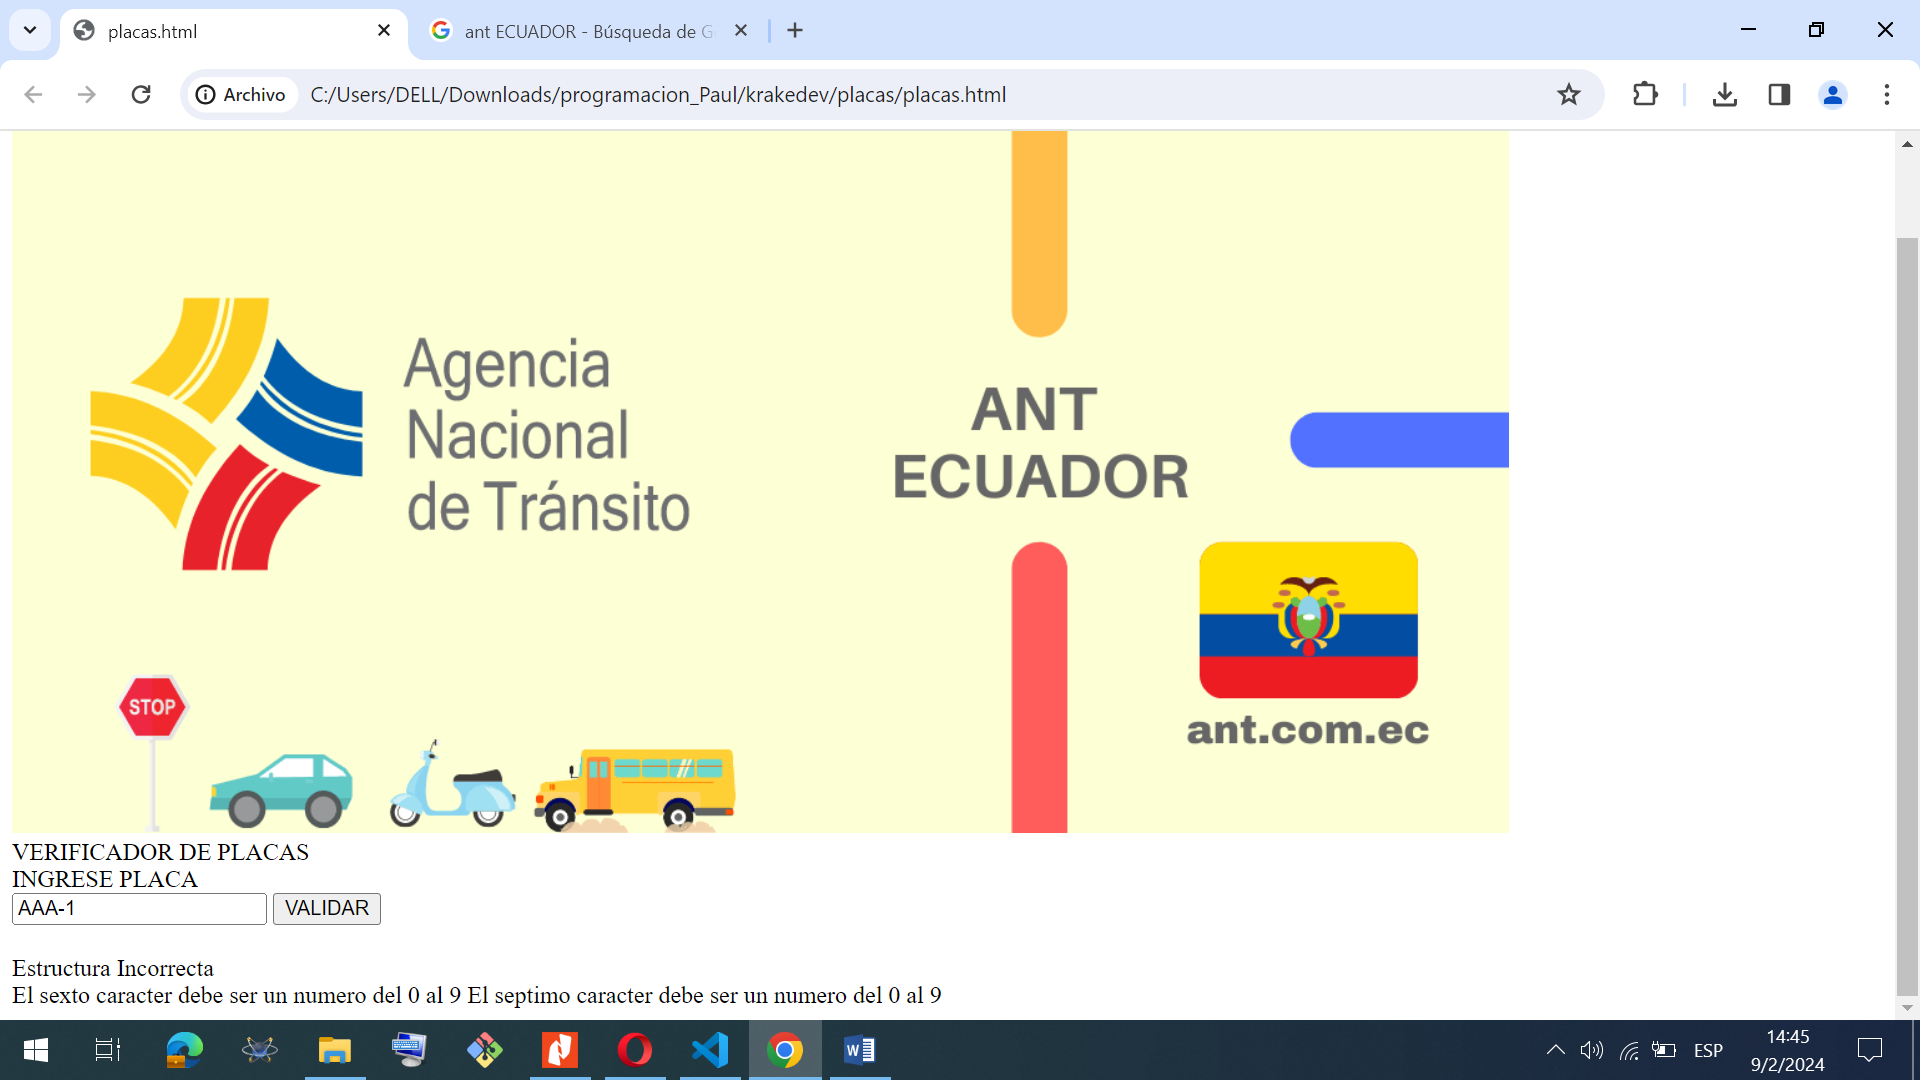 placas.html
ant ECUADOR - Búsqueda de G
Archivo
C:/Users/DELL/Downloads/programacion_Paul/krakedev/placas/placas.html
Agencia
Nacional
de Tránsito
ANT
ECUADOR
STOP
ant.com.ec
VERIFICADOR DE PLACAS
INGRESE PLACA
AAA-1
VALIDAR
Estructura Incorrecta
El sexto caracter debe ser un numero del 0 al 9 El septimo caracter debe ser un numero del 0 al 9
ESP
14:45
9/2/2024